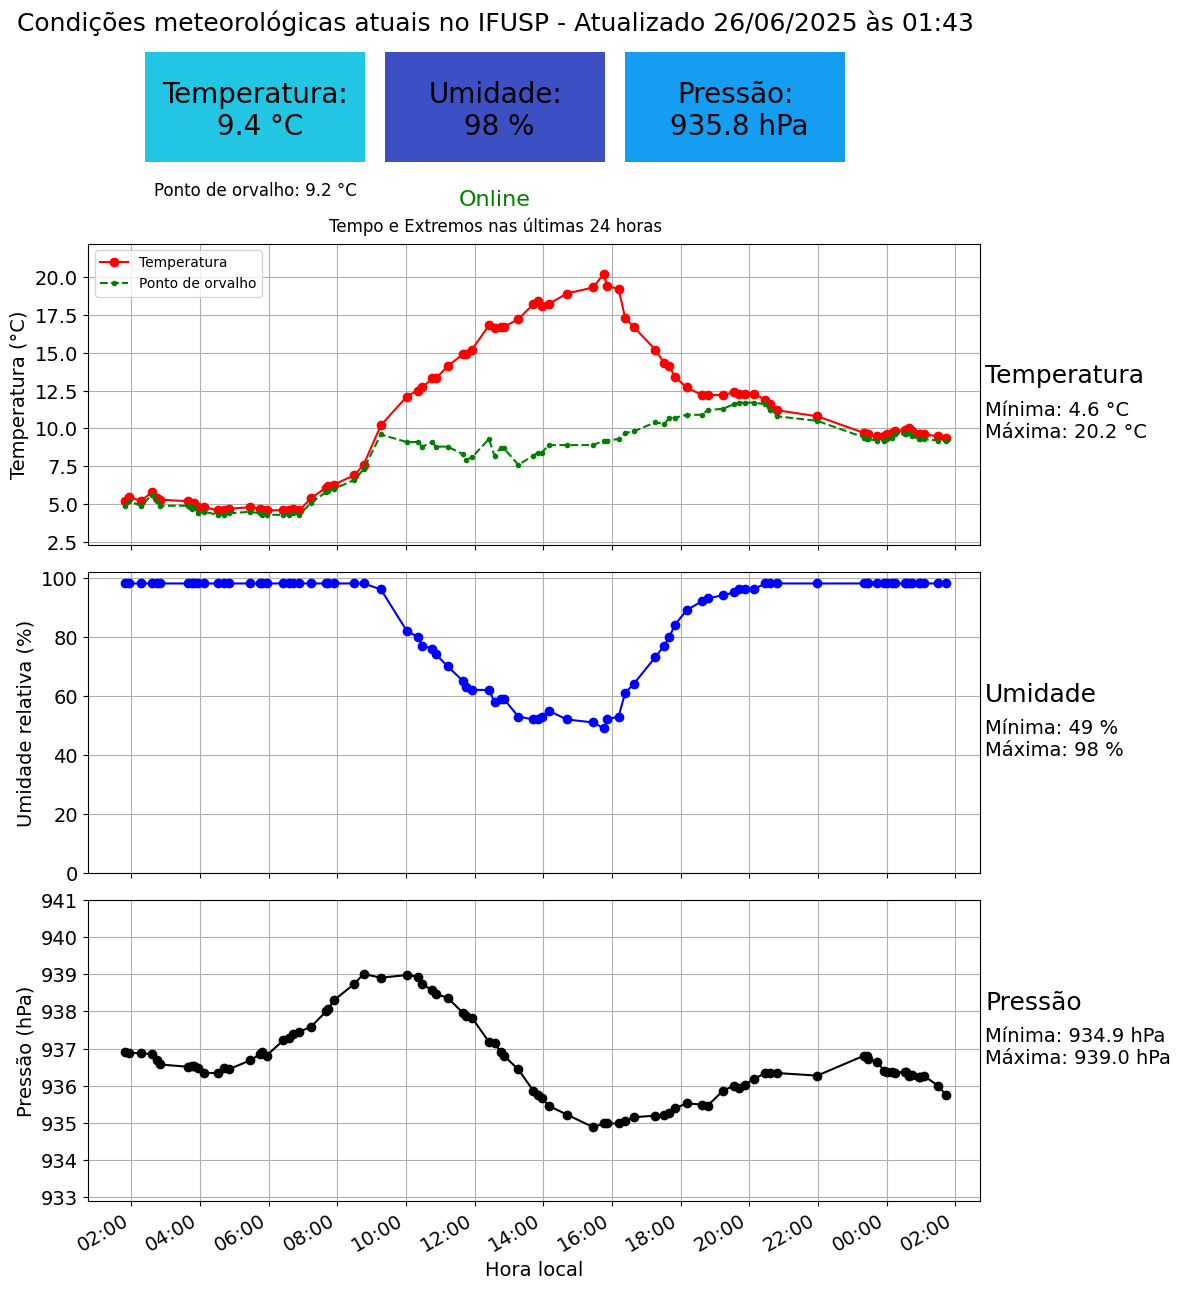 Condições meteorológicas atuais no IFUSP - Atualizado 26/06/2025 às 01:43
Temperatura:
9.4 °C
Umidade:
98 %
Pressão:
935.8 hPa
Ponto de orvalho: 9.2 °C
Online
Tempo e Extremos nas últimas 24 horas
Temperatura
Ponto de orvalho
Temperatura (°C)
20.0
17.5
15.0
12.5
10.0
7.5
5.0
2.5
Temperatura
Mínima: 4.6 °C
Máxima: 20.2 °C
Umidade relativa (%)
100
80
60
40
20
0
Umidade
Mínima: 49 %
Máxima: 98 %
Pressão (hPa)
941
940
939
938
937
936
935
934
933
Pressão
Mínima: 934.9 hPa
Máxima: 939.0 hPa
02:00 04:00 06:00 08:00 10:00 12:00 14:00 16:00 18:00 20:00 22:00 00:00 02:00
Hora local